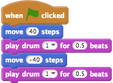 when clicked
move 40 steps
play drum 1 for 0.5 beats
move -40 steps
play drum 1 for 0.5 beats